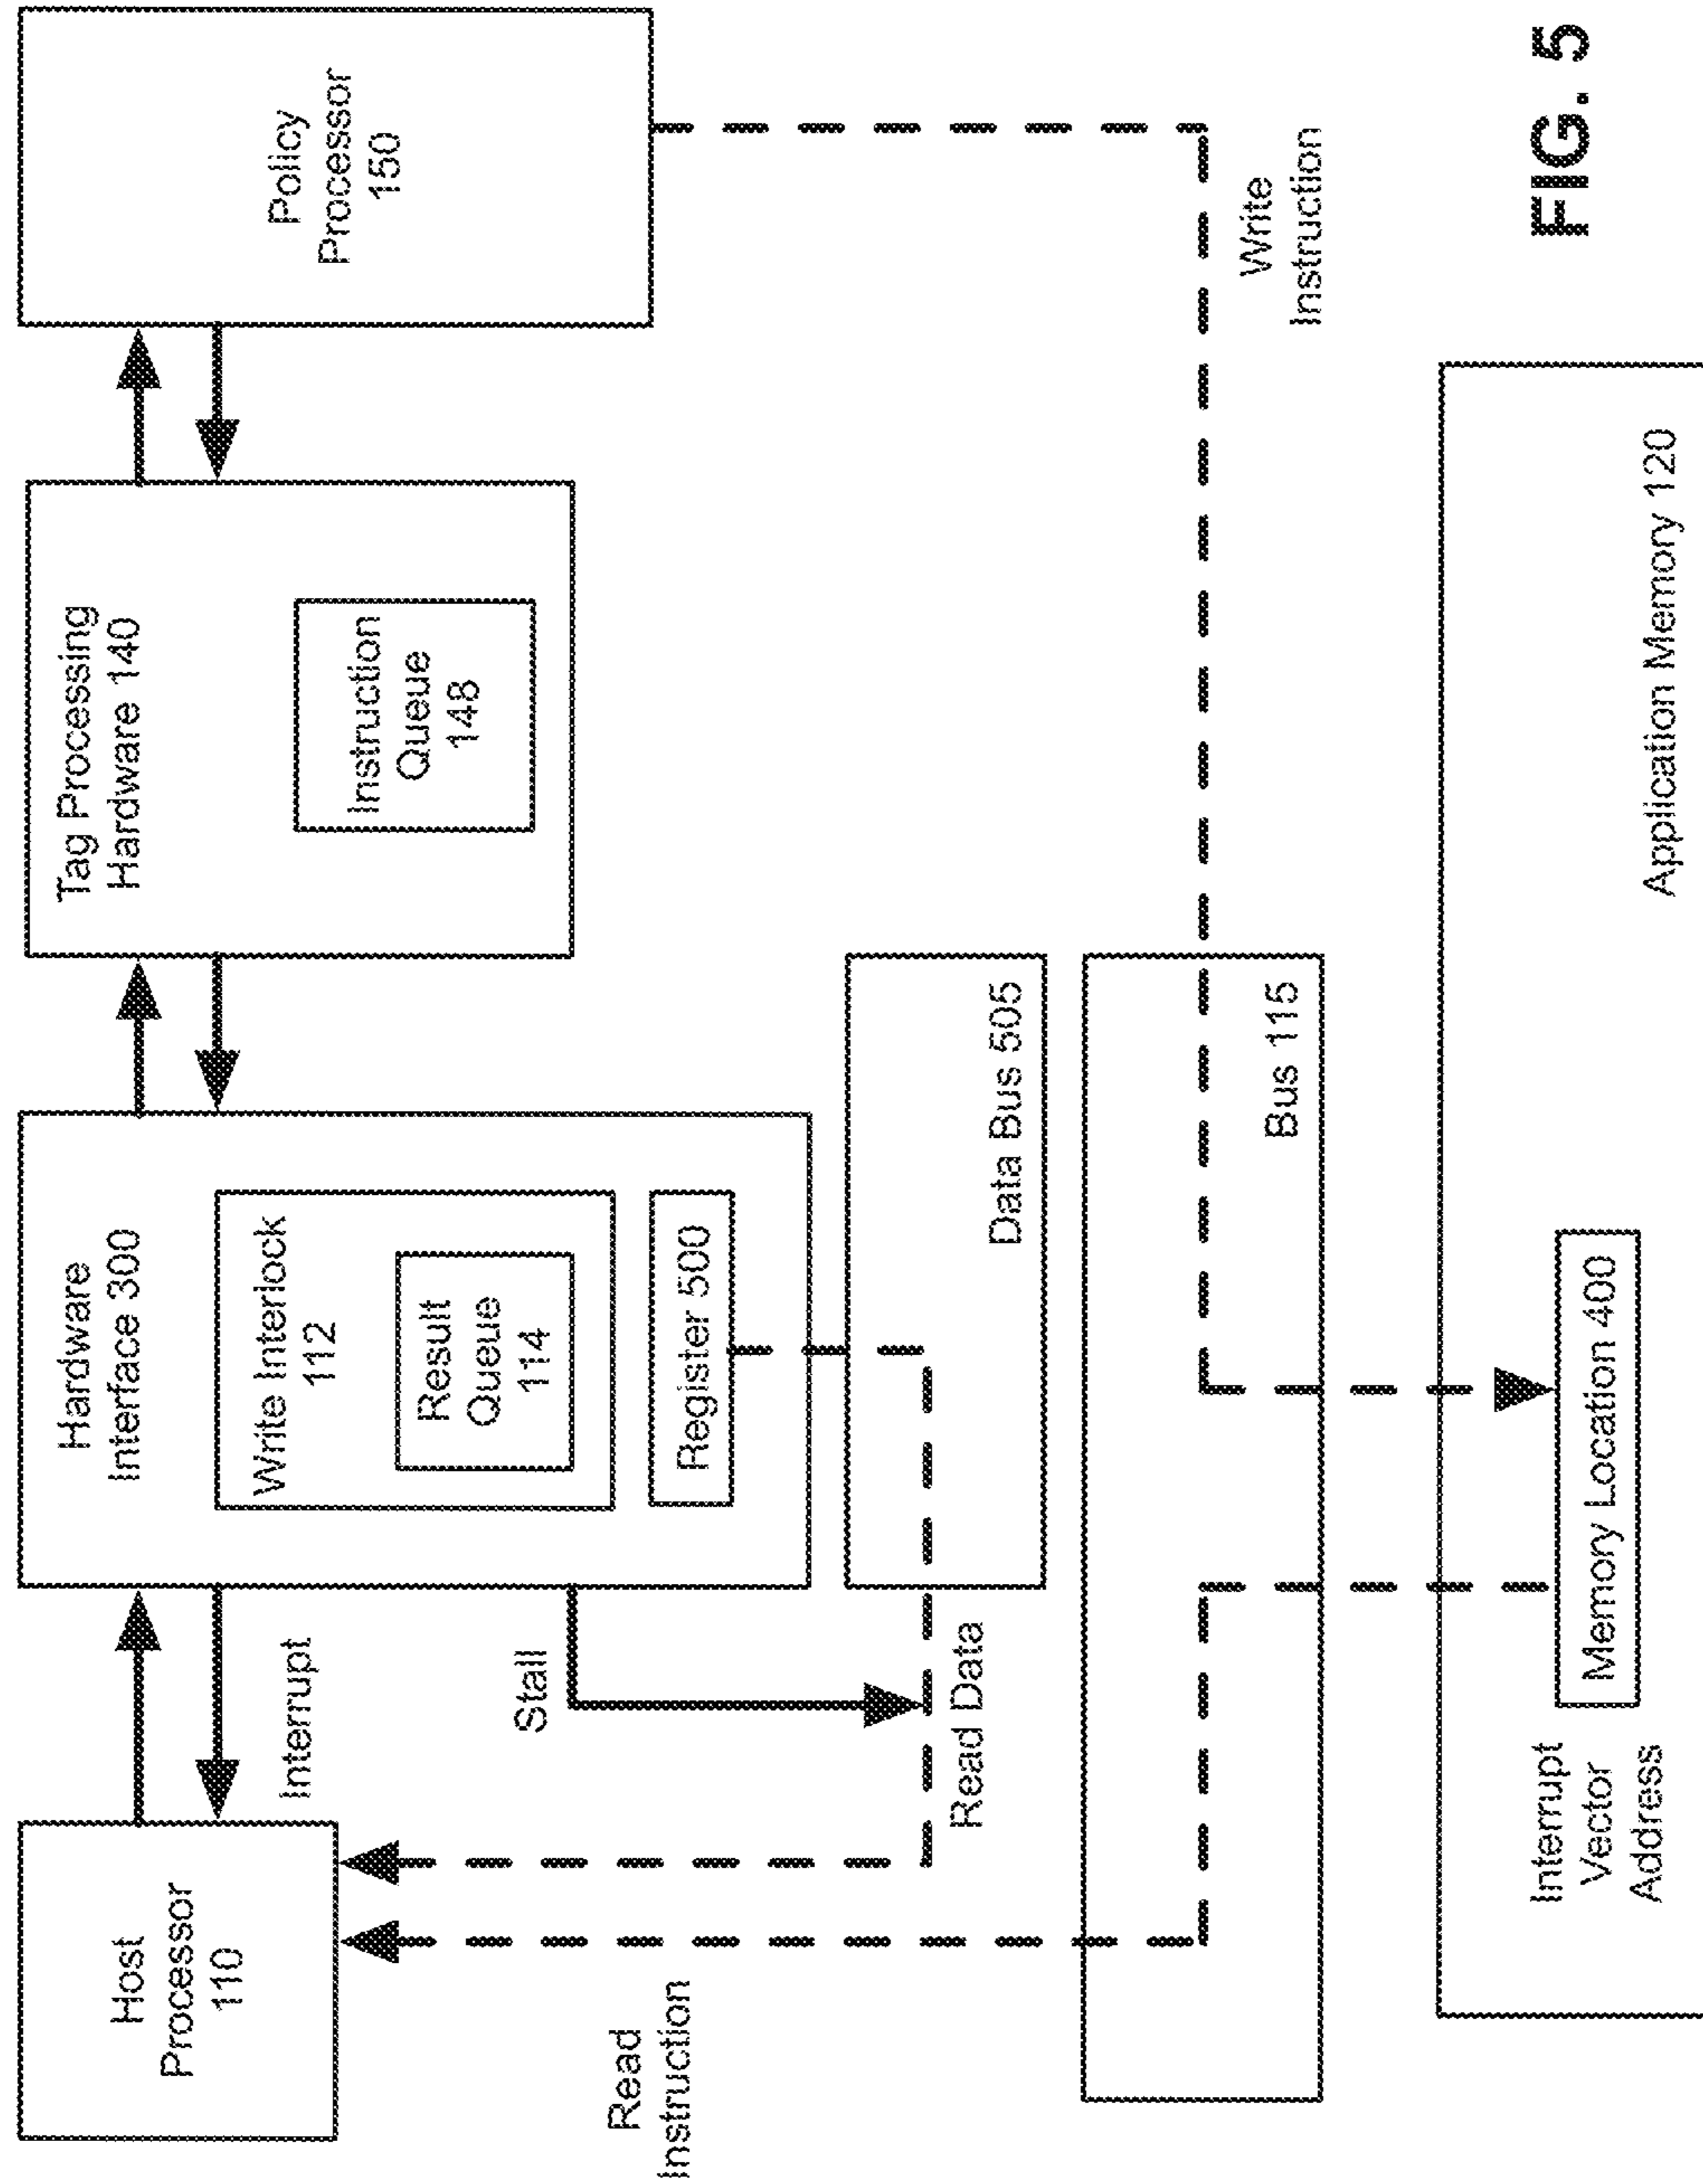 Host
Processor
110
Interrupt
Hardware
Interface 300
Write Interlock
112
Result
Queue
114
Register 500
Tag Processing
Hardware 140
Instruction
Queue
148
Policy
Processor
150
Stall
Read Data
Data Bus 505
Read
Instruction
Bus 115
Write
Instruction
Interrupt
Vector
Address
Memory Location 400
Application Memory 120
FIG. 5